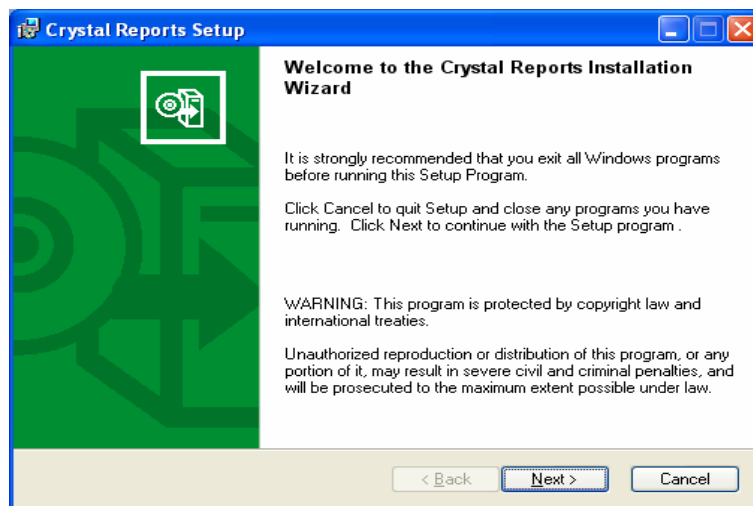 Crystal Reports Setup
Welcome to the Crystal Reports Installation
Wizard
It is strongly recommended that you exit all Windows programs
before running this Setup Program.
Click Cancel to quit Setup and close any programs you have
running.  Click Next to continue with the Setup program .
WARNING: This program is protected by copyright law and
international treaties.
Unauthorized reproduction or distribution of this program, or any
portion of it, may result in severe civil and criminal penalties, and
will be prosecuted to the maximum extent possible under law.
< Back Next > Cancel